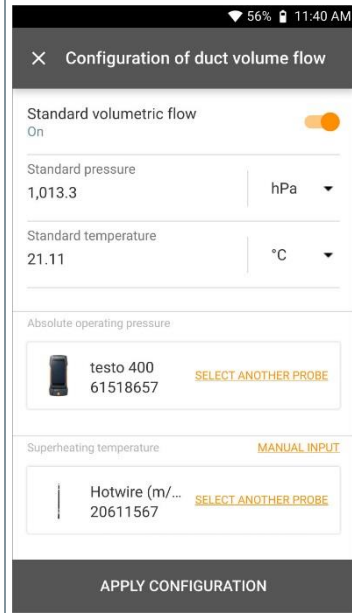 56% 11:40 AM
Configuration of duct volume flow
Standard volumetric flow
On
Standard pressure
1,013.3 hPa
Standard temperature
21.11 °C
Absolute operating pressure
testo 400
61518657
SELECT ANOTHER PROBE
Superheating temperature MANUAL INPUT
Hotwire (m/...
20611567
SELECT ANOTHER PROBE
APPLY CONFIGURATION